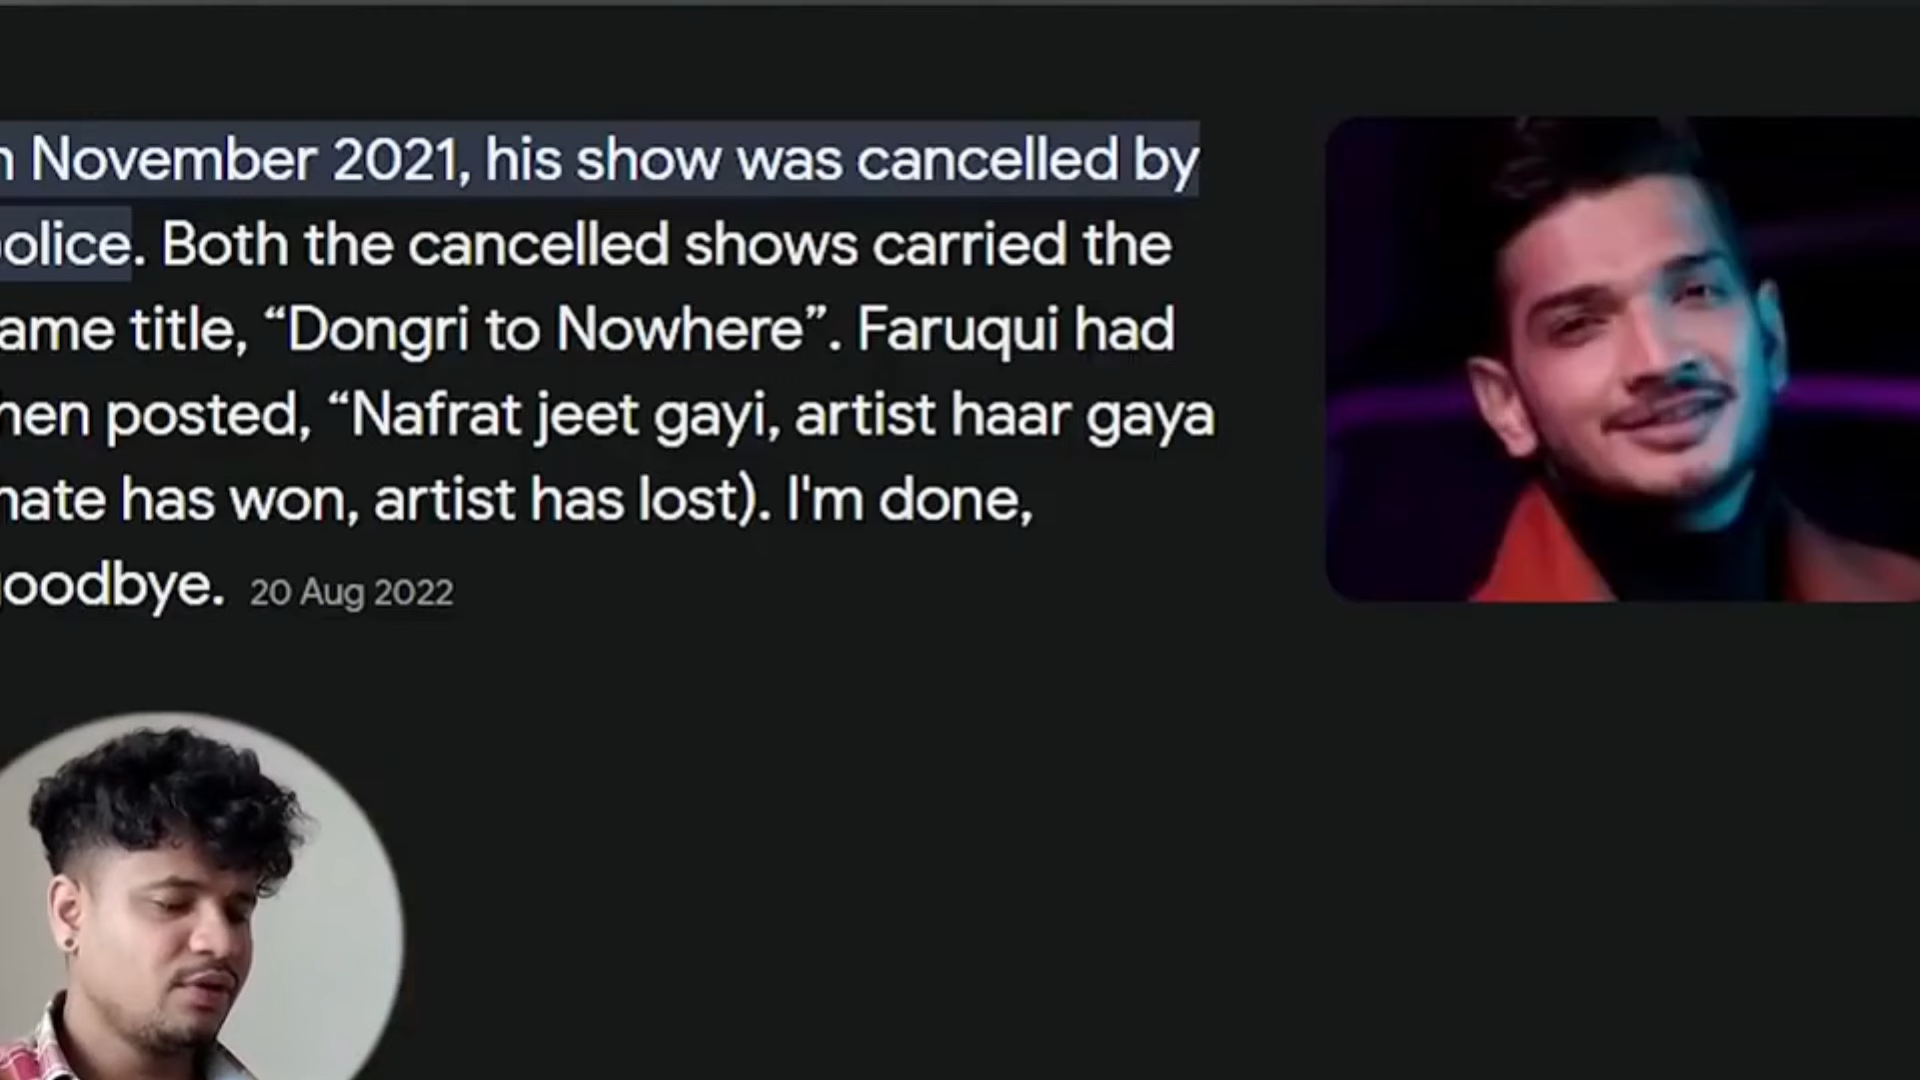 n November 2021, his show was cancelled by
police. Both the cancelled shows carried the
ame title, “Dongri to Nowhere”. Faruqui had
hen posted, “Nafrat jeet gayi, artist haar gaya
hate has won, artist has lost). I'm done,
goodbye. 20 Aug 2022